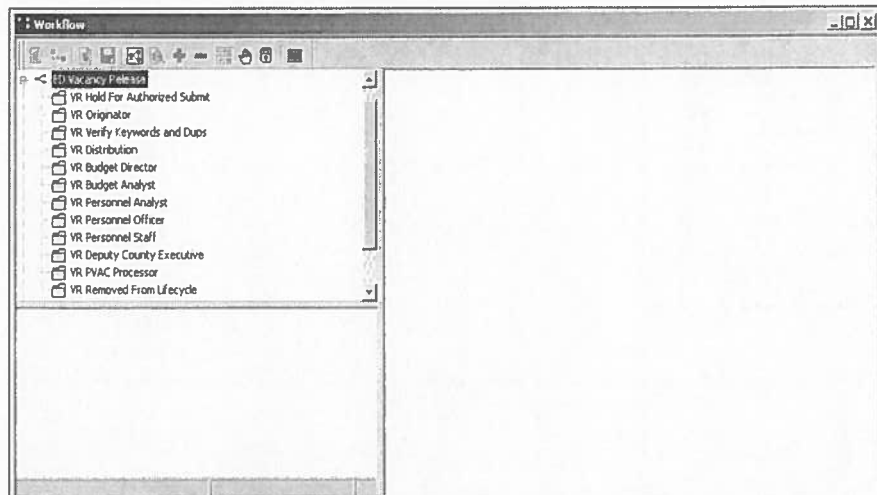 Workflow
Vacancy Release
VR Hold For Authorized Submt
VR Originator
VR Verify Keywords and Dups
VR Distribution
VR Budget Director
VR Budget Analyst
VR Personnel Analyst
VR Personnel Officer
VR Personnel Staff
VR Deputy County Executive
VR PVAC Processor
VR Removed From Lifecycle